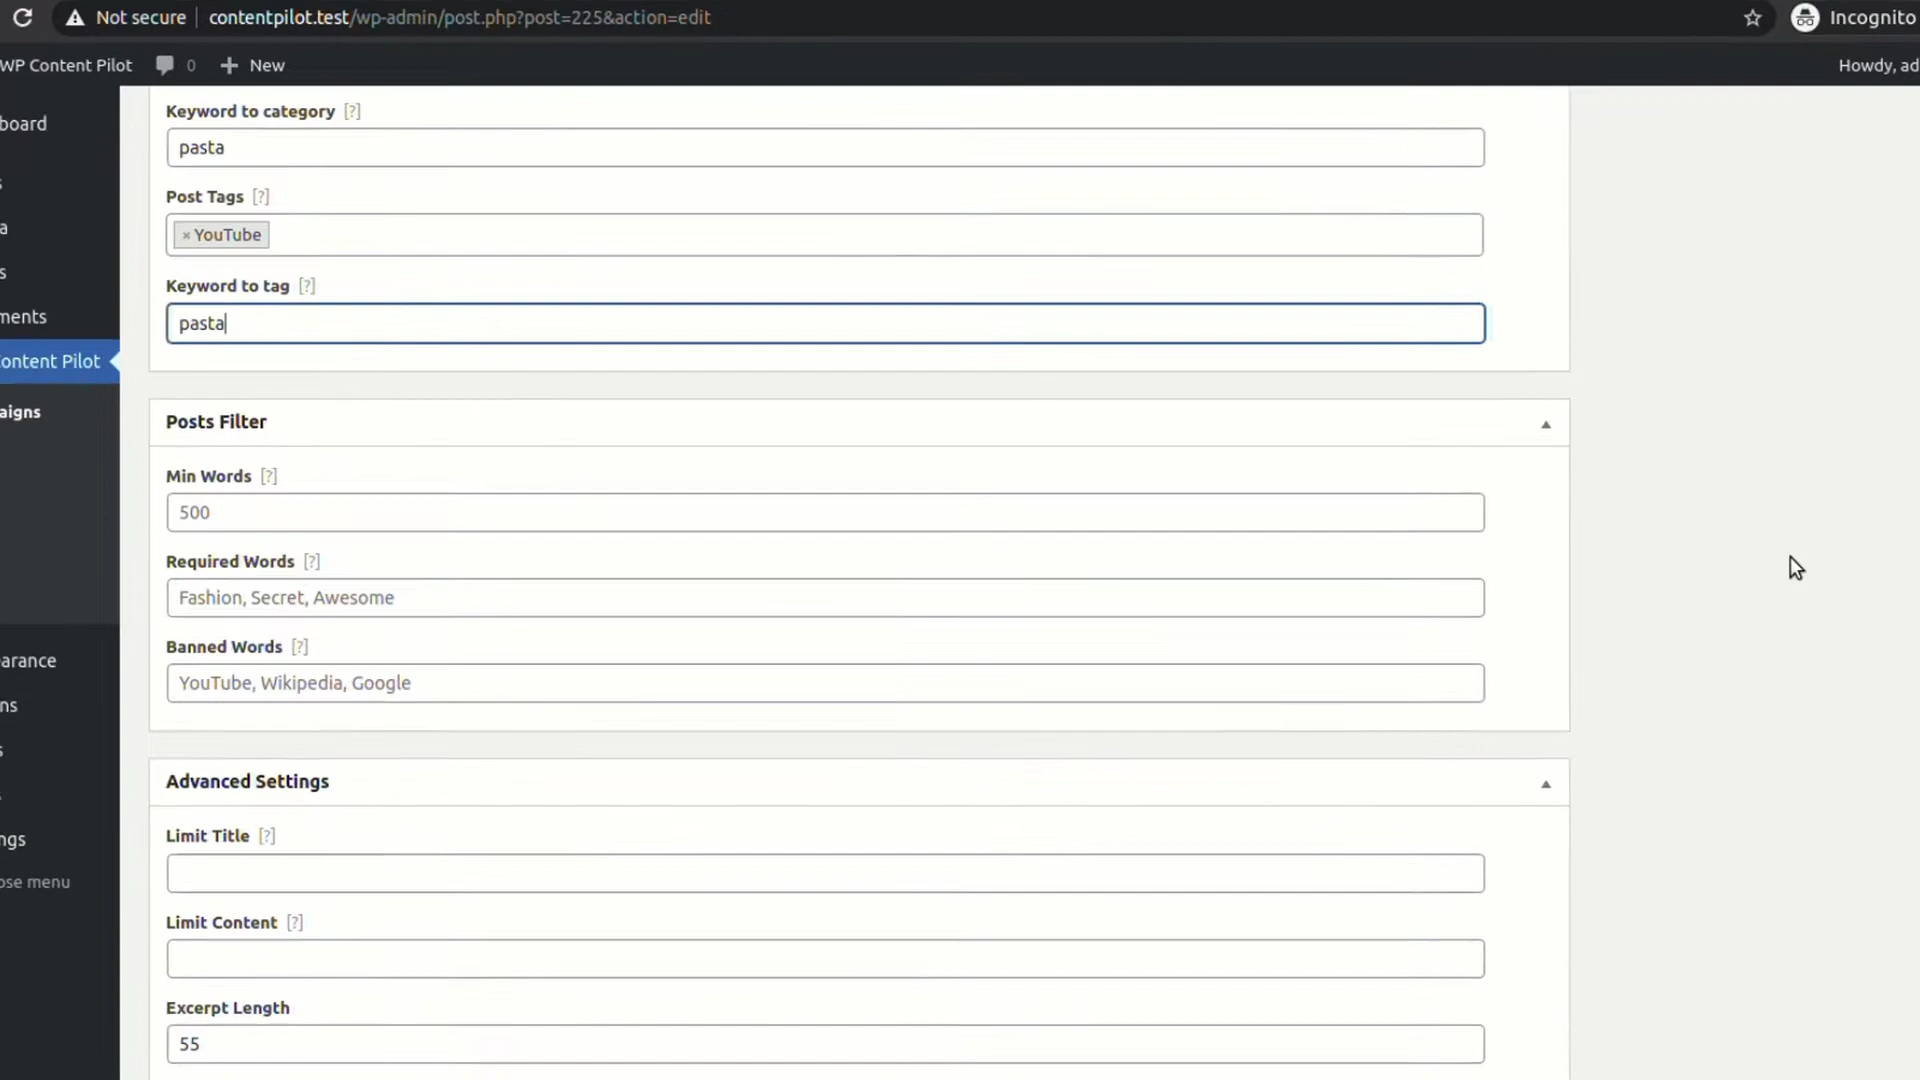 Not secure contentpilot.test/wp-admin/post.php?post=225&action=edit Incognito
WP Content Pilot 0 + New Howdy, ad
board
Keyword to category [?]
pasta
s
Post Tags [?]
a
× YouTube
s
Keyword to tag [?]
ments
pasta
ontent Pilot
aigns
Posts Filter
Min Words [?]
500
Required Words [?]
Fashion, Secret, Awesome
Banned Words [?]
earance
YouTube, Wikipedia, Google
ns
s
Advanced Settings
Limit Title [?]
ngs
ose menu
Limit Content [?]
Excerpt Length
55